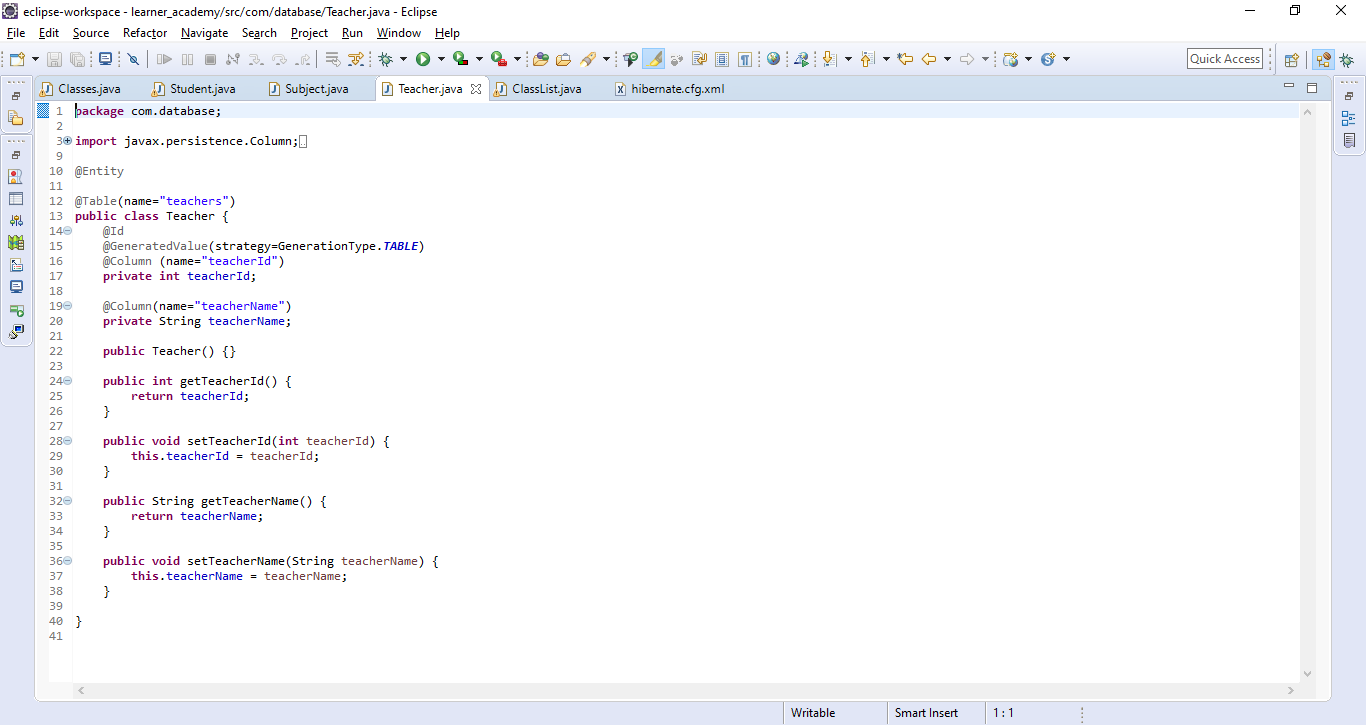 eclipse-workspace - learner_academy/src/com/database/Teacher.java - Eclipse
File Edit Source Refactor Navigate Search Project Run Window Help
Quick Access
Classes.java Student.java Subject.java Teacher.java ClassList.java hibernate.cfg.xml
1 package com.database;
2
3 import javax.persistence.Column;
9
10 @Entity
11
12 @Table(name="teachers")
13 public class Teacher {
14 @Id
15 @GeneratedValue(strategy=GenerationType.TABLE)
16 @Column (name="teacherId")
17 private int teacherId;
18
19 @Column(name="teacherName")
20 private String teacherName;
21
22 public Teacher() {}
23
24 public int getTeacherId() {
25 return teacherId;
26 }
27
28 public void setTeacherId(int teacherId) {
29 this.teacherId = teacherId;
30 }
31
32 public String getTeacherName() {
33 return teacherName;
34 }
35
36 public void setTeacherName(String teacherName) {
37 this.teacherName = teacherName;
38 }
39
40 }
41
Writable Smart Insert 1 : 1